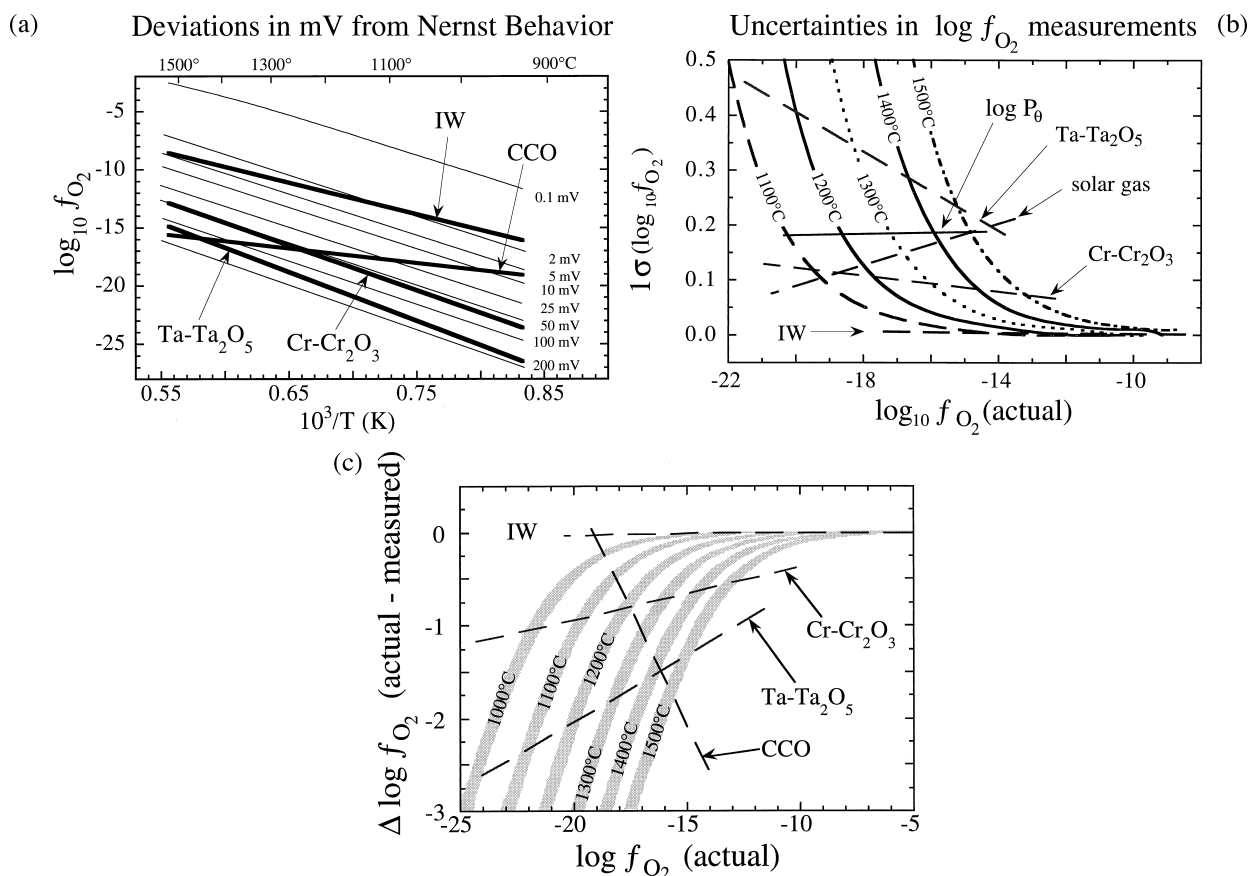 (a)
Deviations in mV from Nernst Behavior
1500° 1300° 1100° 900°C
log10 fO2
-5
-10
-15
-20
-25
IW
CCO
0.1 mV
2 mV
5 mV
10 mV
25 mV
50 mV
100 mV
200 mV
Ta-Ta2O5
Cr-Cr2O3
0.55 0.65 0.75 0.85
10³/T (K)
Uncertainties in log fO2 measurements
(b)
1σ (log10 fO2)
0.5
0.4
0.3
0.2
0.1
0.0
1100°C
1200°C
1300°C
1400°C
1500°C
log Pθ
Ta-Ta2O5
solar gas
Cr-Cr2O3
IW
-22 -18 -14 -10
log10 fO2 (actual)
(c)
Δ log fO2 (actual - measured)
0
-1
-2
-3
IW
1000°C
1100°C
1200°C
1300°C
1400°C
1500°C
Cr-Cr2O3
Ta-Ta2O5
CCO
-25 -20 -15 -10 -5
log fO2 (actual)